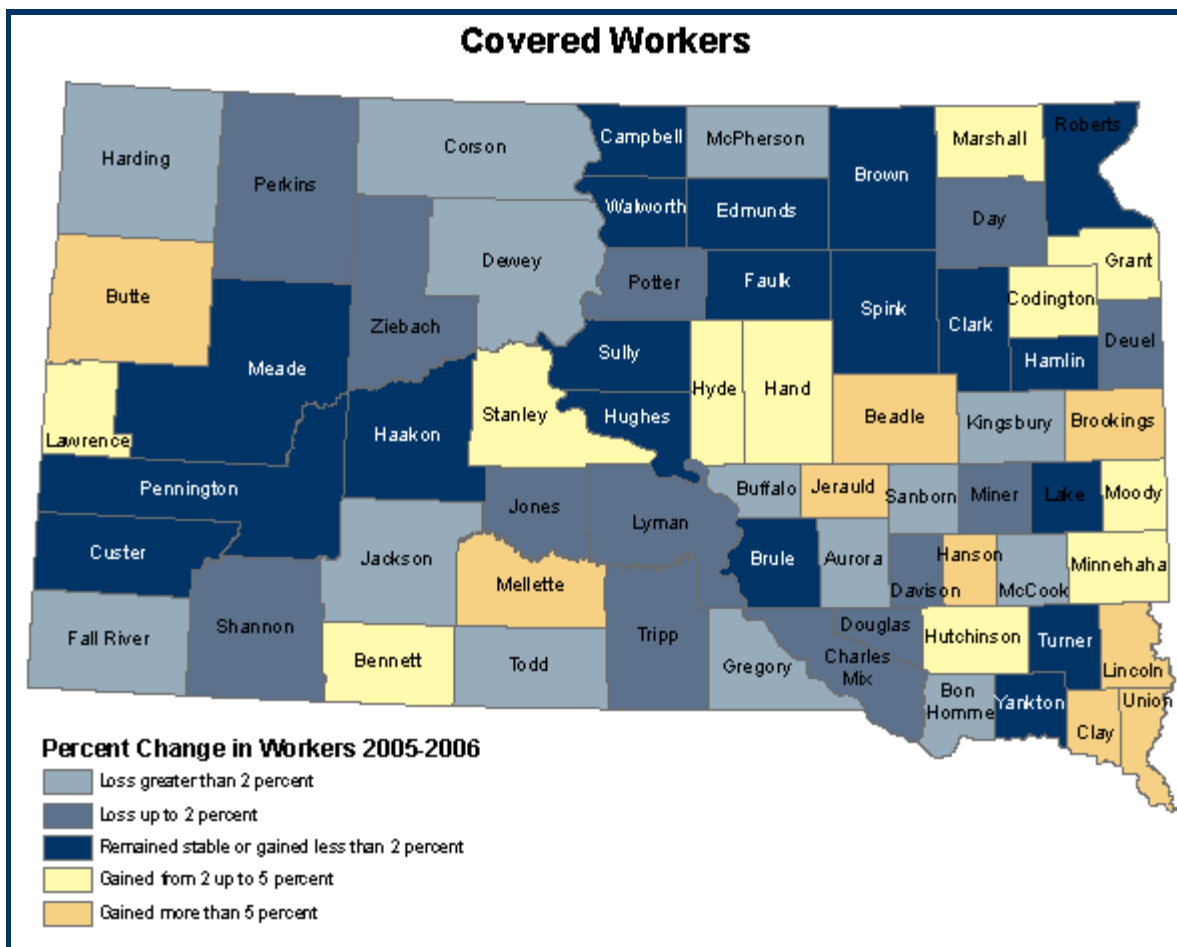 Covered Workers
Harding
Perkins
Corson
Campbell
McPherson
Brown
Marshall
Roberts
Walworth
Edmunds
Day
Dewey
Butte
Ziebach
Potter
Faulk
Spink
Clark
Grant
Codington
Hamlin
Deuel
Meade
Sully
Stanley
Hyde
Hand
Lawrence
Haakon
Hughes
Beadle
Kingsbury
Brookings
Pennington
Jones
Lyman
Buffalo
Jerauld
Sanborn
Miner
Lake
Moody
Custer
Jackson
Mellette
Brule
Aurora
Davison
Hanson
McCook
Minnehaha
Fall River
Shannon
Bennett
Todd
Tripp
Gregory
Douglas
Charles
Mix
Hutchinson
Turner
Lincoln
Bon
Homme
Yankton
Clay
Union
Percent Change in Workers 2005-2006
Loss greater than 2 percent
Loss up to 2 percent
Remained stable or gained less than 2 percent
Gained from 2 up to 5 percent
Gained more than 5 percent